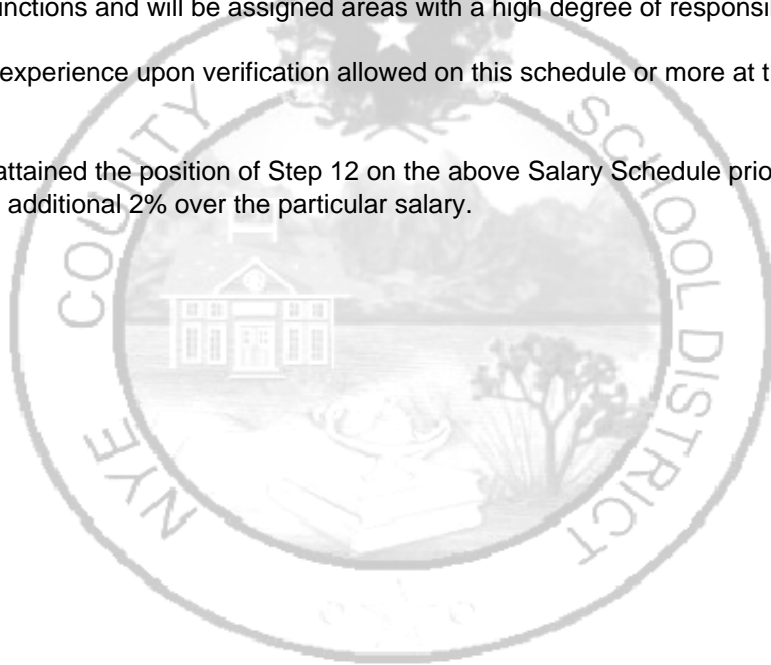 nctions and will be assigned areas with a high degree of responsi
experience upon verification allowed on this schedule or more at t
attained the position of Step 12 on the above Salary Schedule prio
additional 2% over the particular salary.
NYE COUNTY SCHOOL DISTRICT